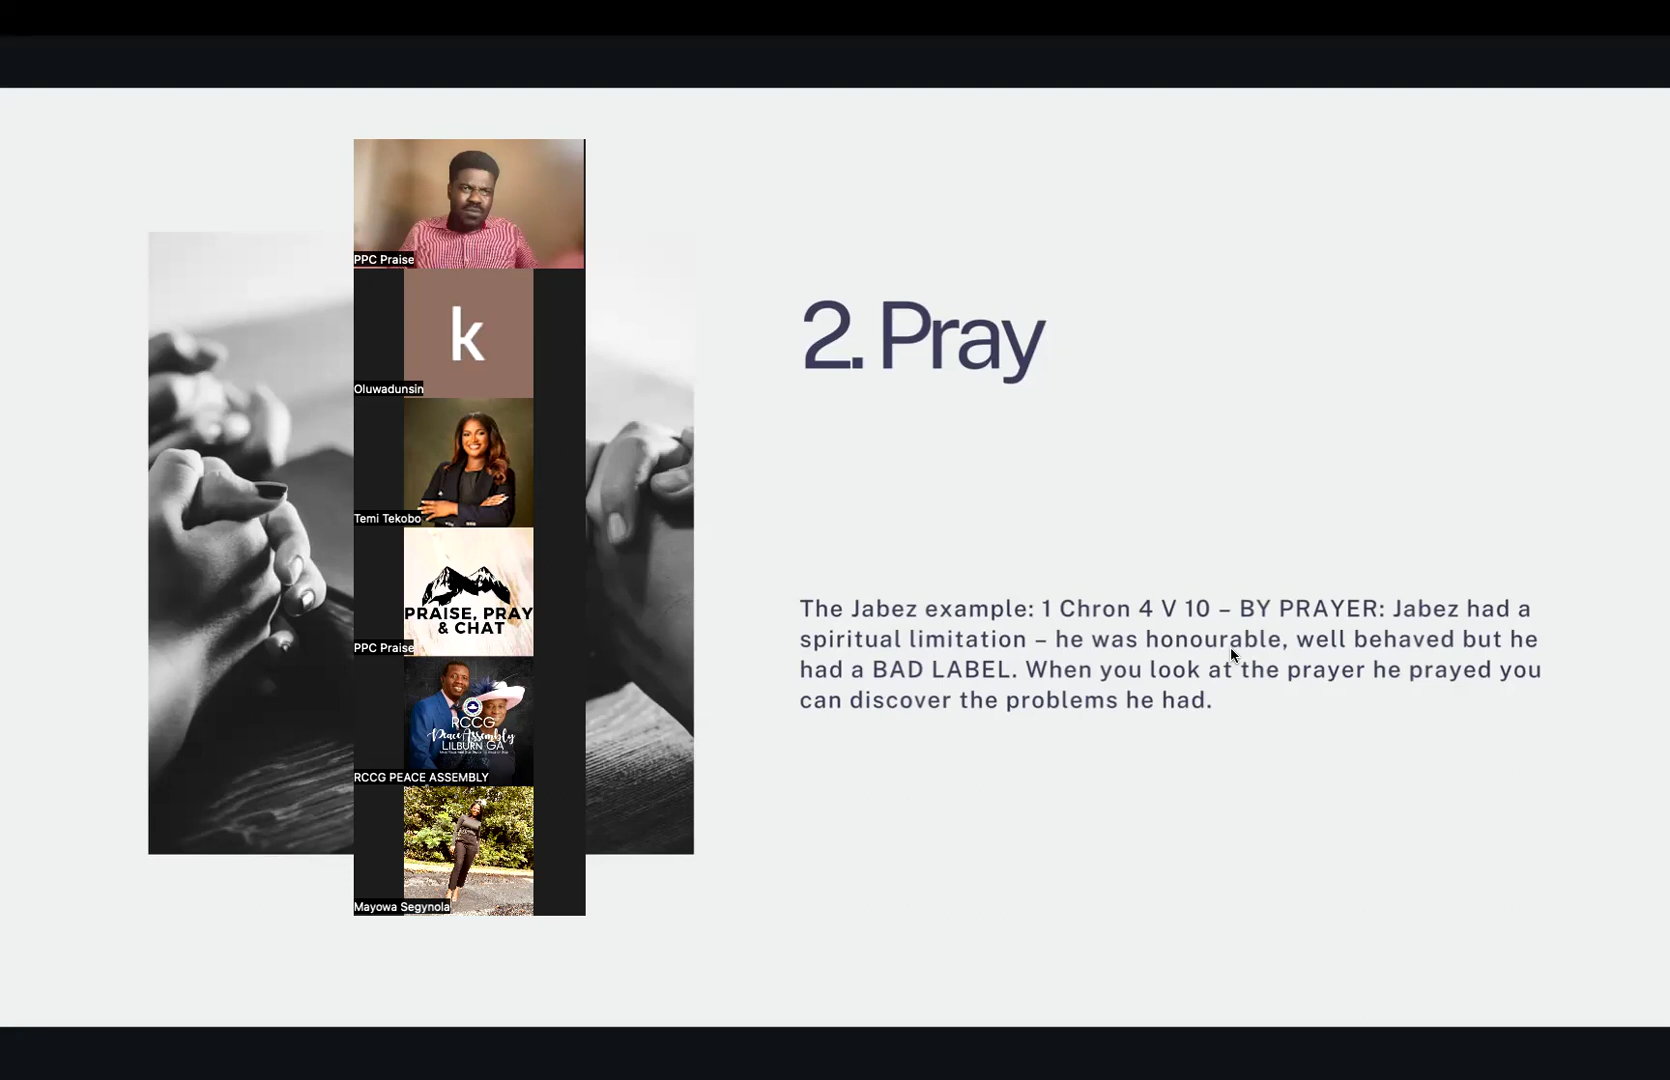 PPC Praise
k
Oluwadunsin
Temi Tekobo
PRAISE, PRAY
& CHAT
PPC Praise
RCCG
Peace Assembly
LILBURN GA
RCCG PEACE ASSEMBLY
Mayowa Segynola
2. Pray
The Jabez example: 1 Chron 4 V 10 – BY PRAYER: Jabez had a
spiritual limitation – he was honourable, well behaved but he
had a BAD LABEL. When you look at the prayer he prayed you
can discover the problems he had.